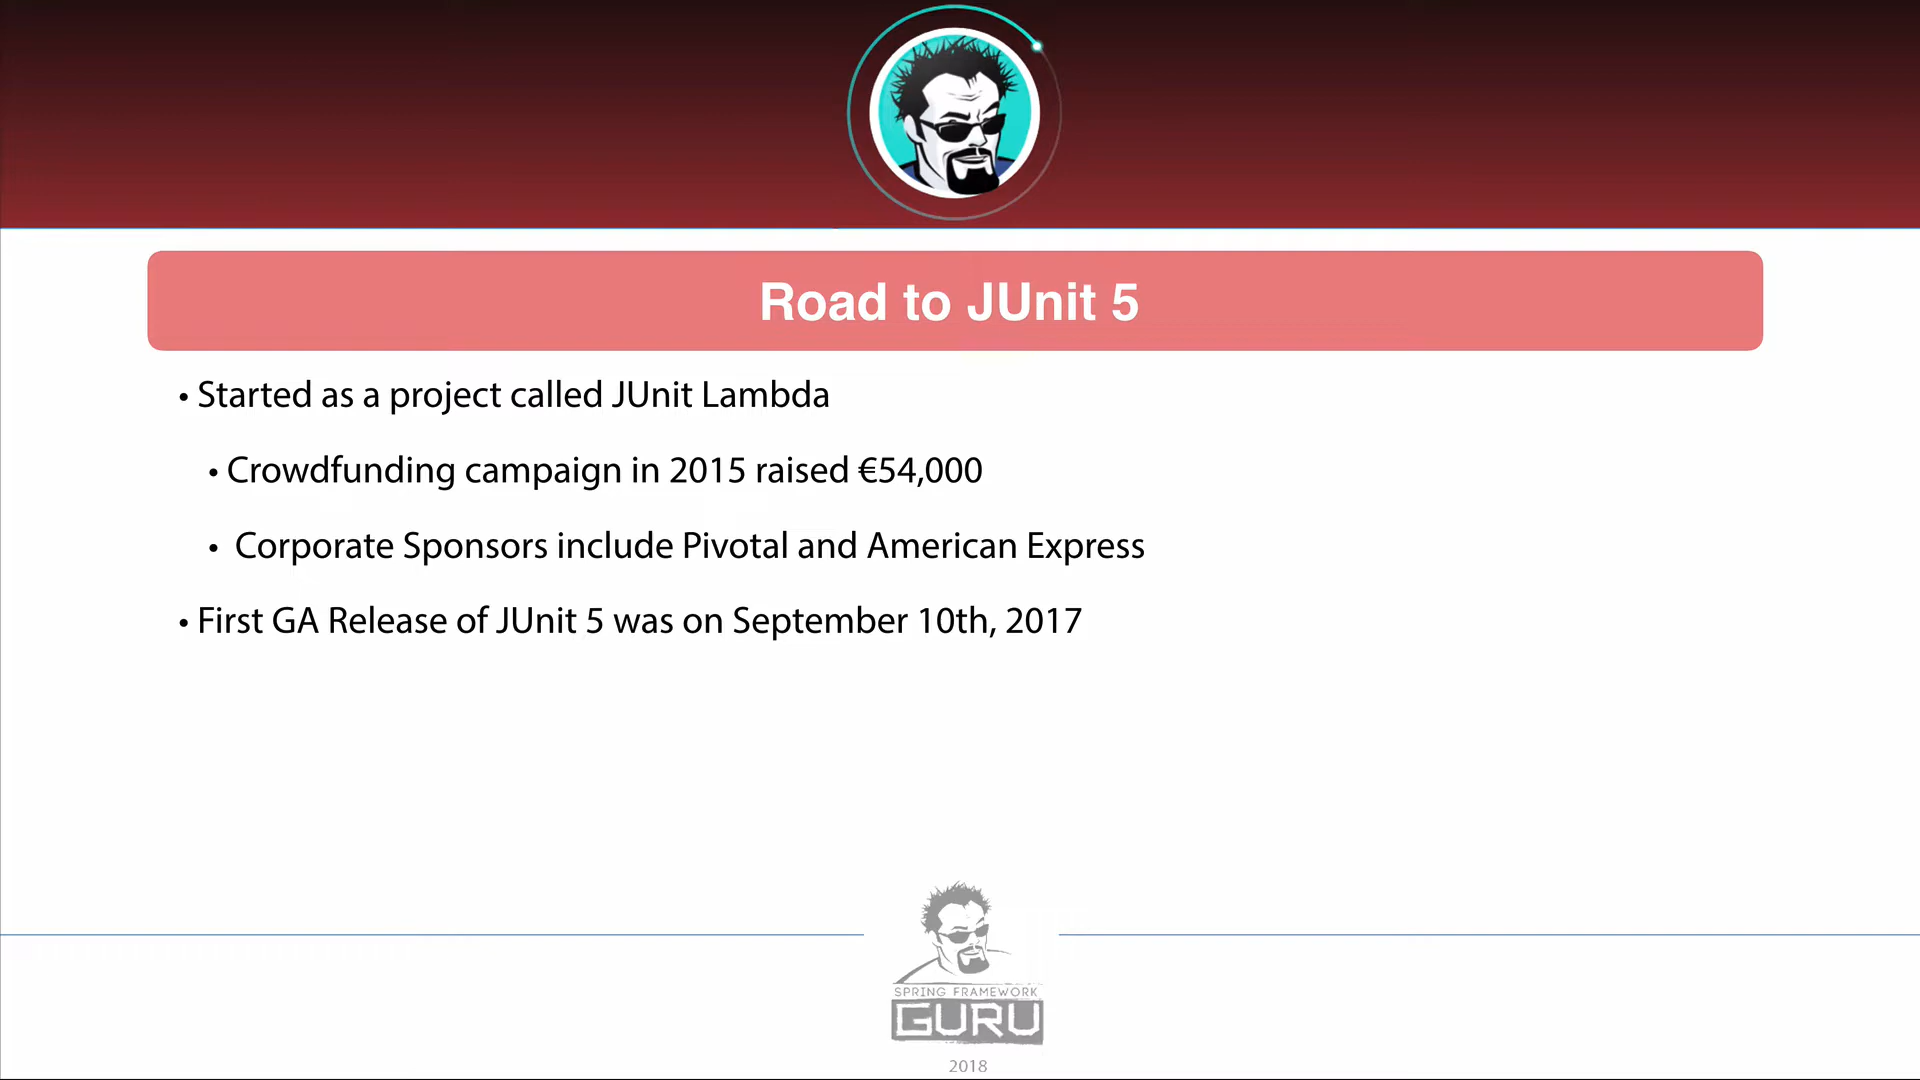 Road to JUnit 5
• Started as a project called JUnit Lambda
• Crowdfunding campaign in 2015 raised €54,000
• Corporate Sponsors include Pivotal and American Express
• First GA Release of JUnit 5 was on September 10th, 2017
SPRING FRAMEWORK
GURU
2018